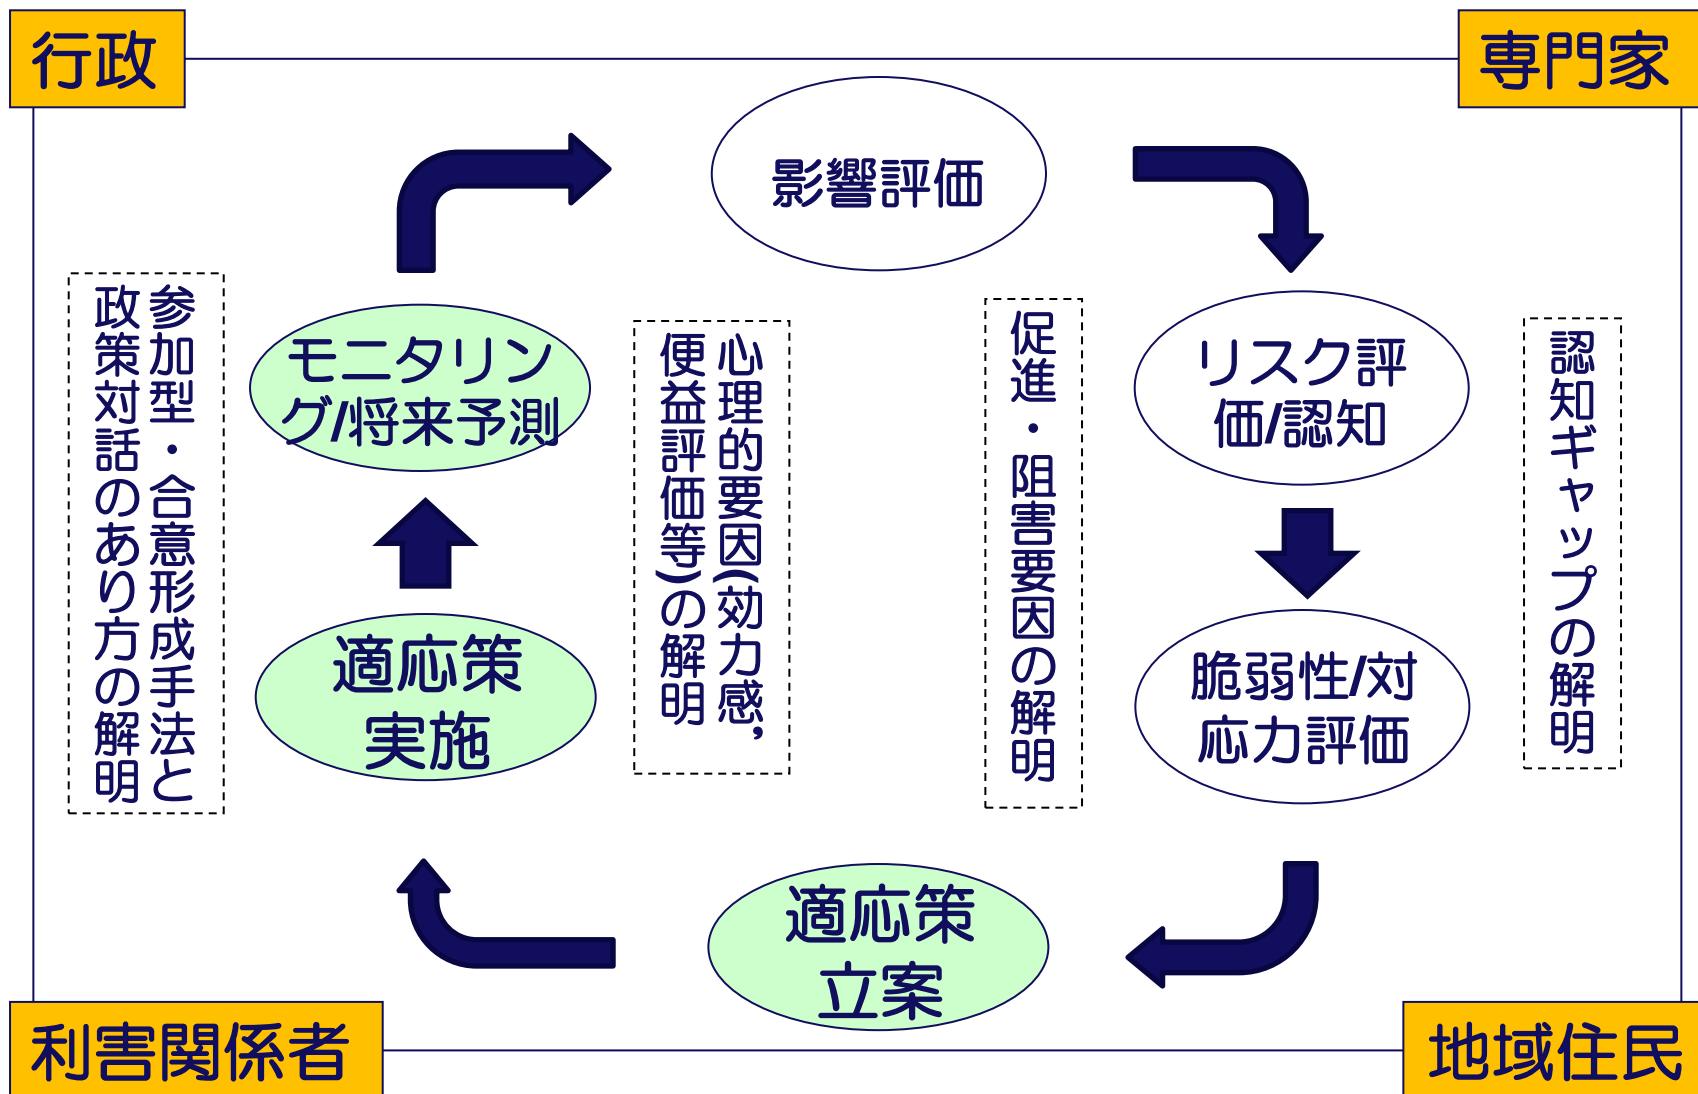 行政
専門家
影響評価
モニタリン
グ/将来予測
リスク評
価/認知
参加型・合意形成手法と
政策対話のあり方の解明
心理的要因(効力感,
便益評価等)の解明
促進・阻害要因の解明
認知ギャップの解明
適応策
実施
脆弱性/対
応力評価
適応策
立案
利害関係者
地域住民